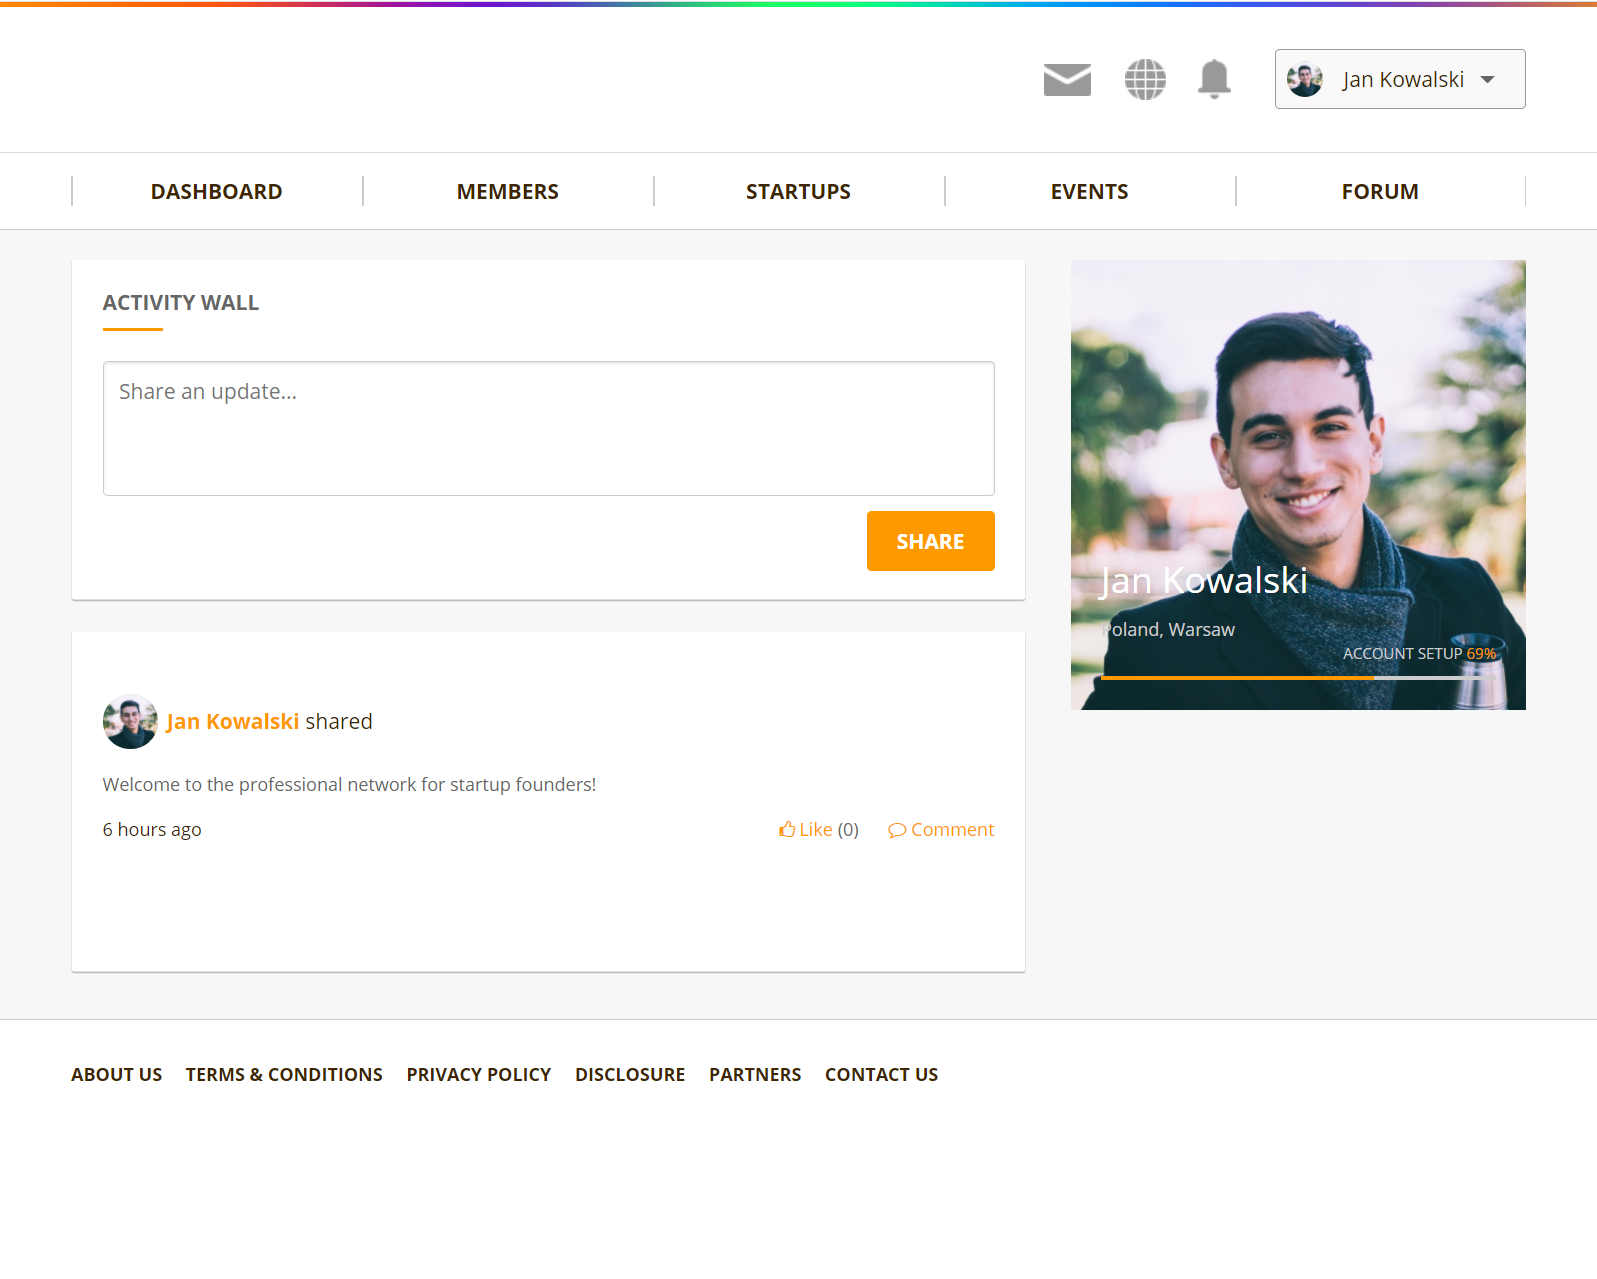 Jan Kowalski
DASHBOARD
MEMBERS
STARTUPS
EVENTS
FORUM
ACTIVITY WALL
Share an update...
SHARE
Jan Kowalski
Poland, Warsaw
ACCOUNT SETUP 69%
Jan Kowalski shared
Welcome to the professional network for startup founders!
6 hours ago
Like (0)
Comment
ABOUT US
TERMS & CONDITIONS
PRIVACY POLICY
DISCLOSURE
PARTNERS
CONTACT US